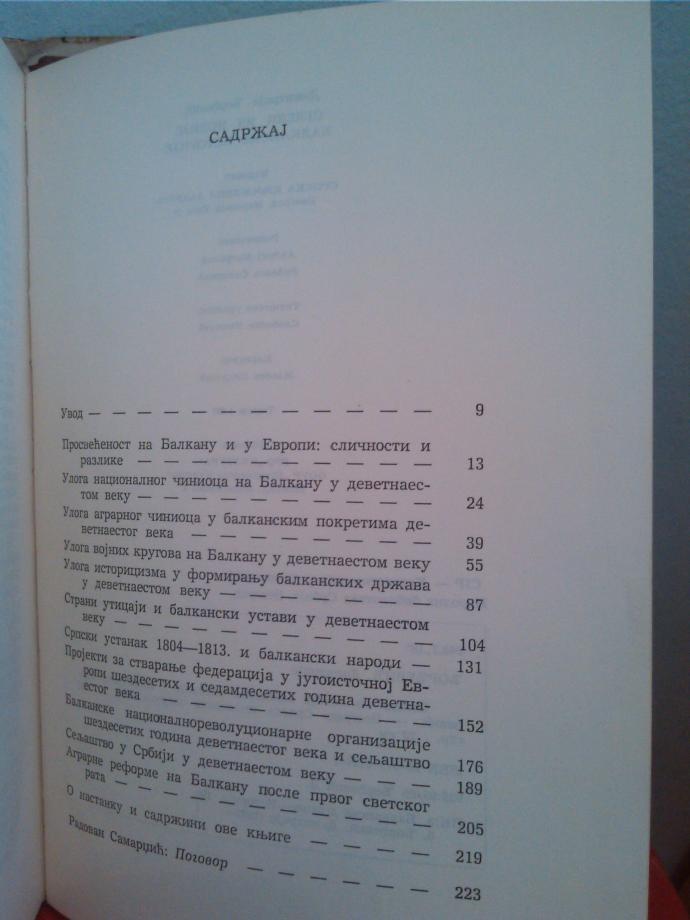 САДРЖАЈ
Увод — — — — — — — — — — — — — 9
Просвећеност на Балкану и у Европи: сличности и
разлике — — — — — — — — — — — — 13
Улога националног чиниоца на Балкану у деветнаес-
том веку — — — — — — — — — — — — 24
Улога аграрног чиниоца у балканским покретима де-
ветнаестог века — — — — — — — — — — 39
Улога војних кругова на Балкану у деветнаестом веку 55
Улога историцизма у формирању балканских држава
у деветнаестом веку — — — — — — — — 87
Страни утицаји и балкански устави у деветнаестом
веку — — — — — — — — — — — — — 104
Српски устанак 1804—1813. и балкански народи — — 131
Пројекти за стварање федерација у југоисточној Ев-
ропи шездесетих и седамдесетих година деветна-
естог века — — — — — — — — — — — 152
Балканске националнореволуционарне организације
шездесетих година деветнаестог века и сељаштво 176
Сељаштво у Србији у деветнаестом веку — — — — 189
Аграрне реформе на Балкану после првог светског
рата — — — — — — — — — — — — — 205
О настанку и садржини ове књиге — — — — — 219
Радован Самарџић: Поговор — — — — — — — 223